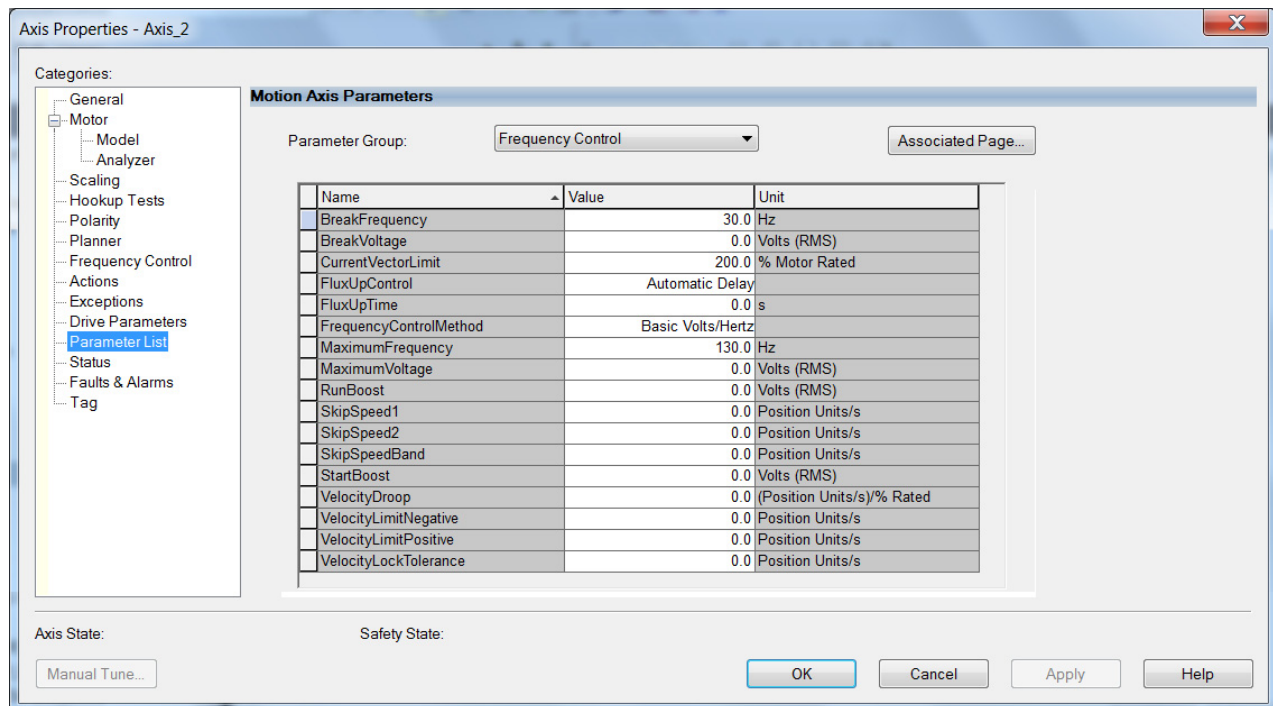 Axis Properties - Axis_2
X
Categories:
General
Motor
Model
Analyzer
Scaling
Hookup Tests
Polarity
Planner
Frequency Control
Actions
Exceptions
Drive Parameters
Parameter List
Status
Faults & Alarms
Tag
Motion Axis Parameters
Parameter Group: Frequency Control Associated Page...
Name Value Unit
BreakFrequency 30.0 Hz
BreakVoltage 0.0 Volts (RMS)
CurrentVectorLimit 200.0 % Motor Rated
FluxUpControl Automatic Delay
FluxUpTime 0.0 s
FrequencyControlMethod Basic Volts/Hertz
MaximumFrequency 130.0 Hz
MaximumVoltage 0.0 Volts (RMS)
RunBoost 0.0 Volts (RMS)
SkipSpeed1 0.0 Position Units/s
SkipSpeed2 0.0 Position Units/s
SkipSpeedBand 0.0 Position Units/s
StartBoost 0.0 Volts (RMS)
VelocityDroop 0.0 (Position Units/s)/% Rated
VelocityLimitNegative 0.0 Position Units/s
VelocityLimitPositive 0.0 Position Units/s
VelocityLockTolerance 0.0 Position Units/s
Axis State: Safety State:
Manual Tune... OK Cancel Apply Help